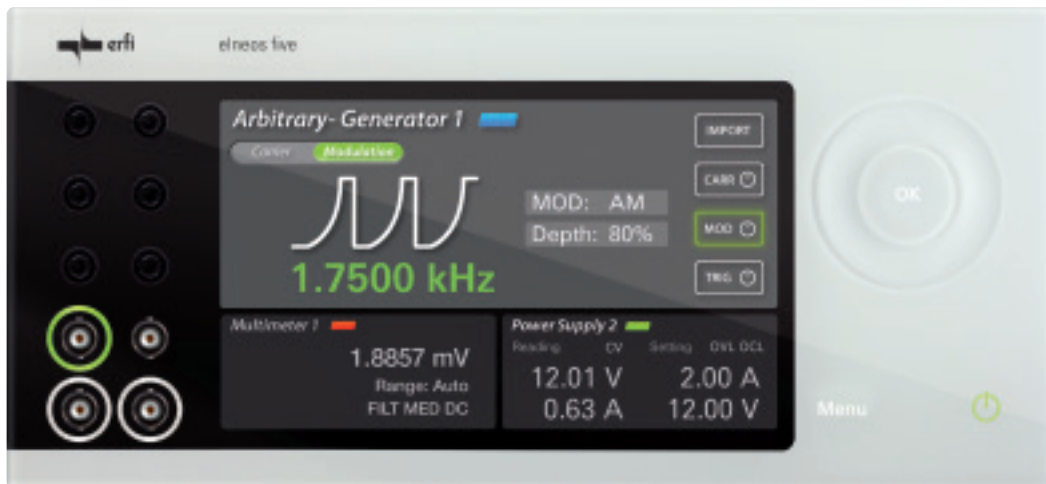 erfi
elneos five
Arbitrary- Generator 1
Carrier Modulation
1.7500 kHz
MOD: AM
Depth: 80%
IMPORT
CARR
MOD
TRIG
OK
Multimeter 1
1.8857 mV
Range: Auto
FILT MED DC
Power Supply 2
Reading CV Setting OVL OCL
12.01 V 2.00 A
0.63 A 12.00 V
Menu